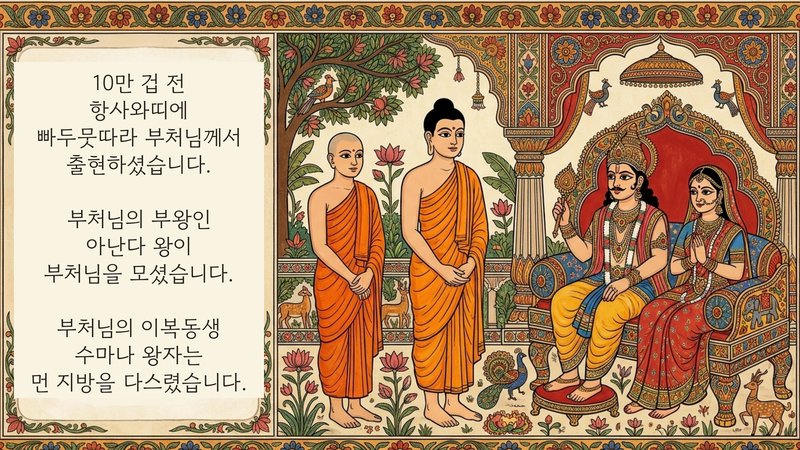 10만 겁 전
항사와띠에
빠두뭇따라 부처님께서
출현하셨습니다.
부처님의 부왕인
아난다 왕이
부처님을 모셨습니다.
부처님의 이복동생
수마나 왕자는
먼 지방을 다스렸습니다.